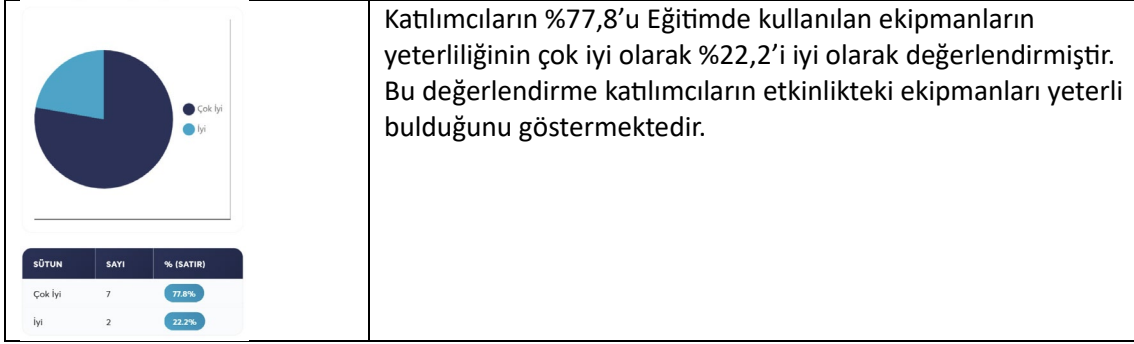 Çok İyi
İyi
SÜTUN SAYI % (SATIR)
Çok İyi 7 77.8%
İyi 2 22.2%
Katılımcıların %77,8’u Eğitimde kullanılan ekipmanların
yeterliliğinin çok iyi olarak %22,2’i iyi olarak değerlendirmiştir.
Bu değerlendirme katılımcıların etkinlikteki ekipmanları yeterli
bulduğunu göstermektedir.